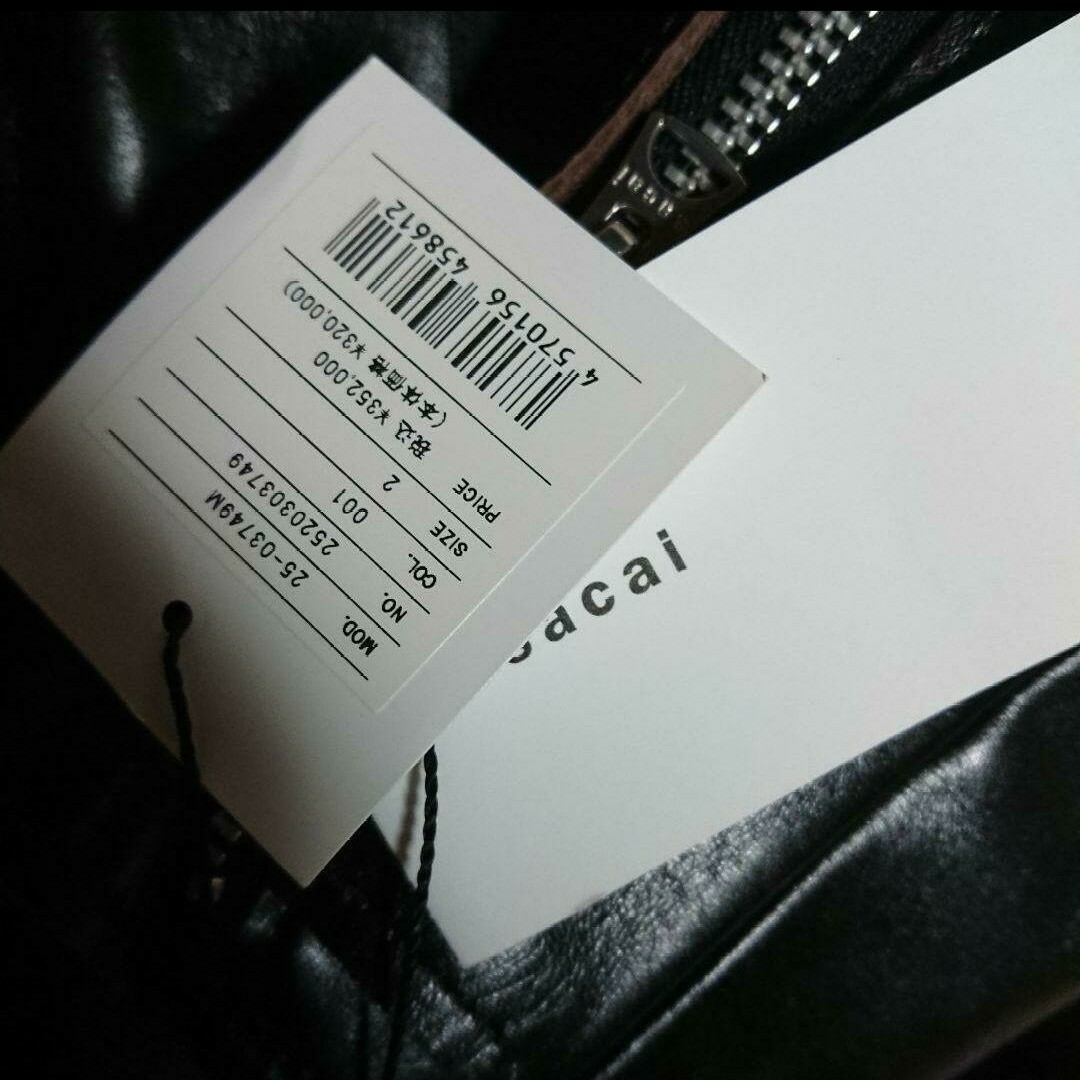 MOD. 25-03749M
NO. 2520303749
COL. 001
SIZE 2
PRICE 税込 ¥352,000
(本体価格 ¥320,000)
4 570156 458612
sacai